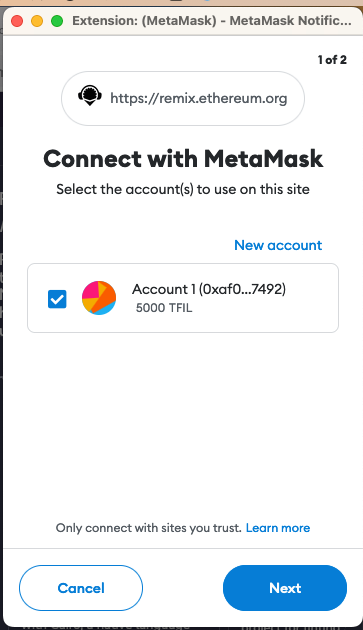 Extension: (MetaMask) - MetaMask Notific...
1 of 2
https://remix.ethereum.org
Connect with MetaMask
Select the account(s) to use on this site
New account
Account 1 (0xaf0...7492)
5000 TFIL
Only connect with sites you trust. Learn more
Cancel
Next